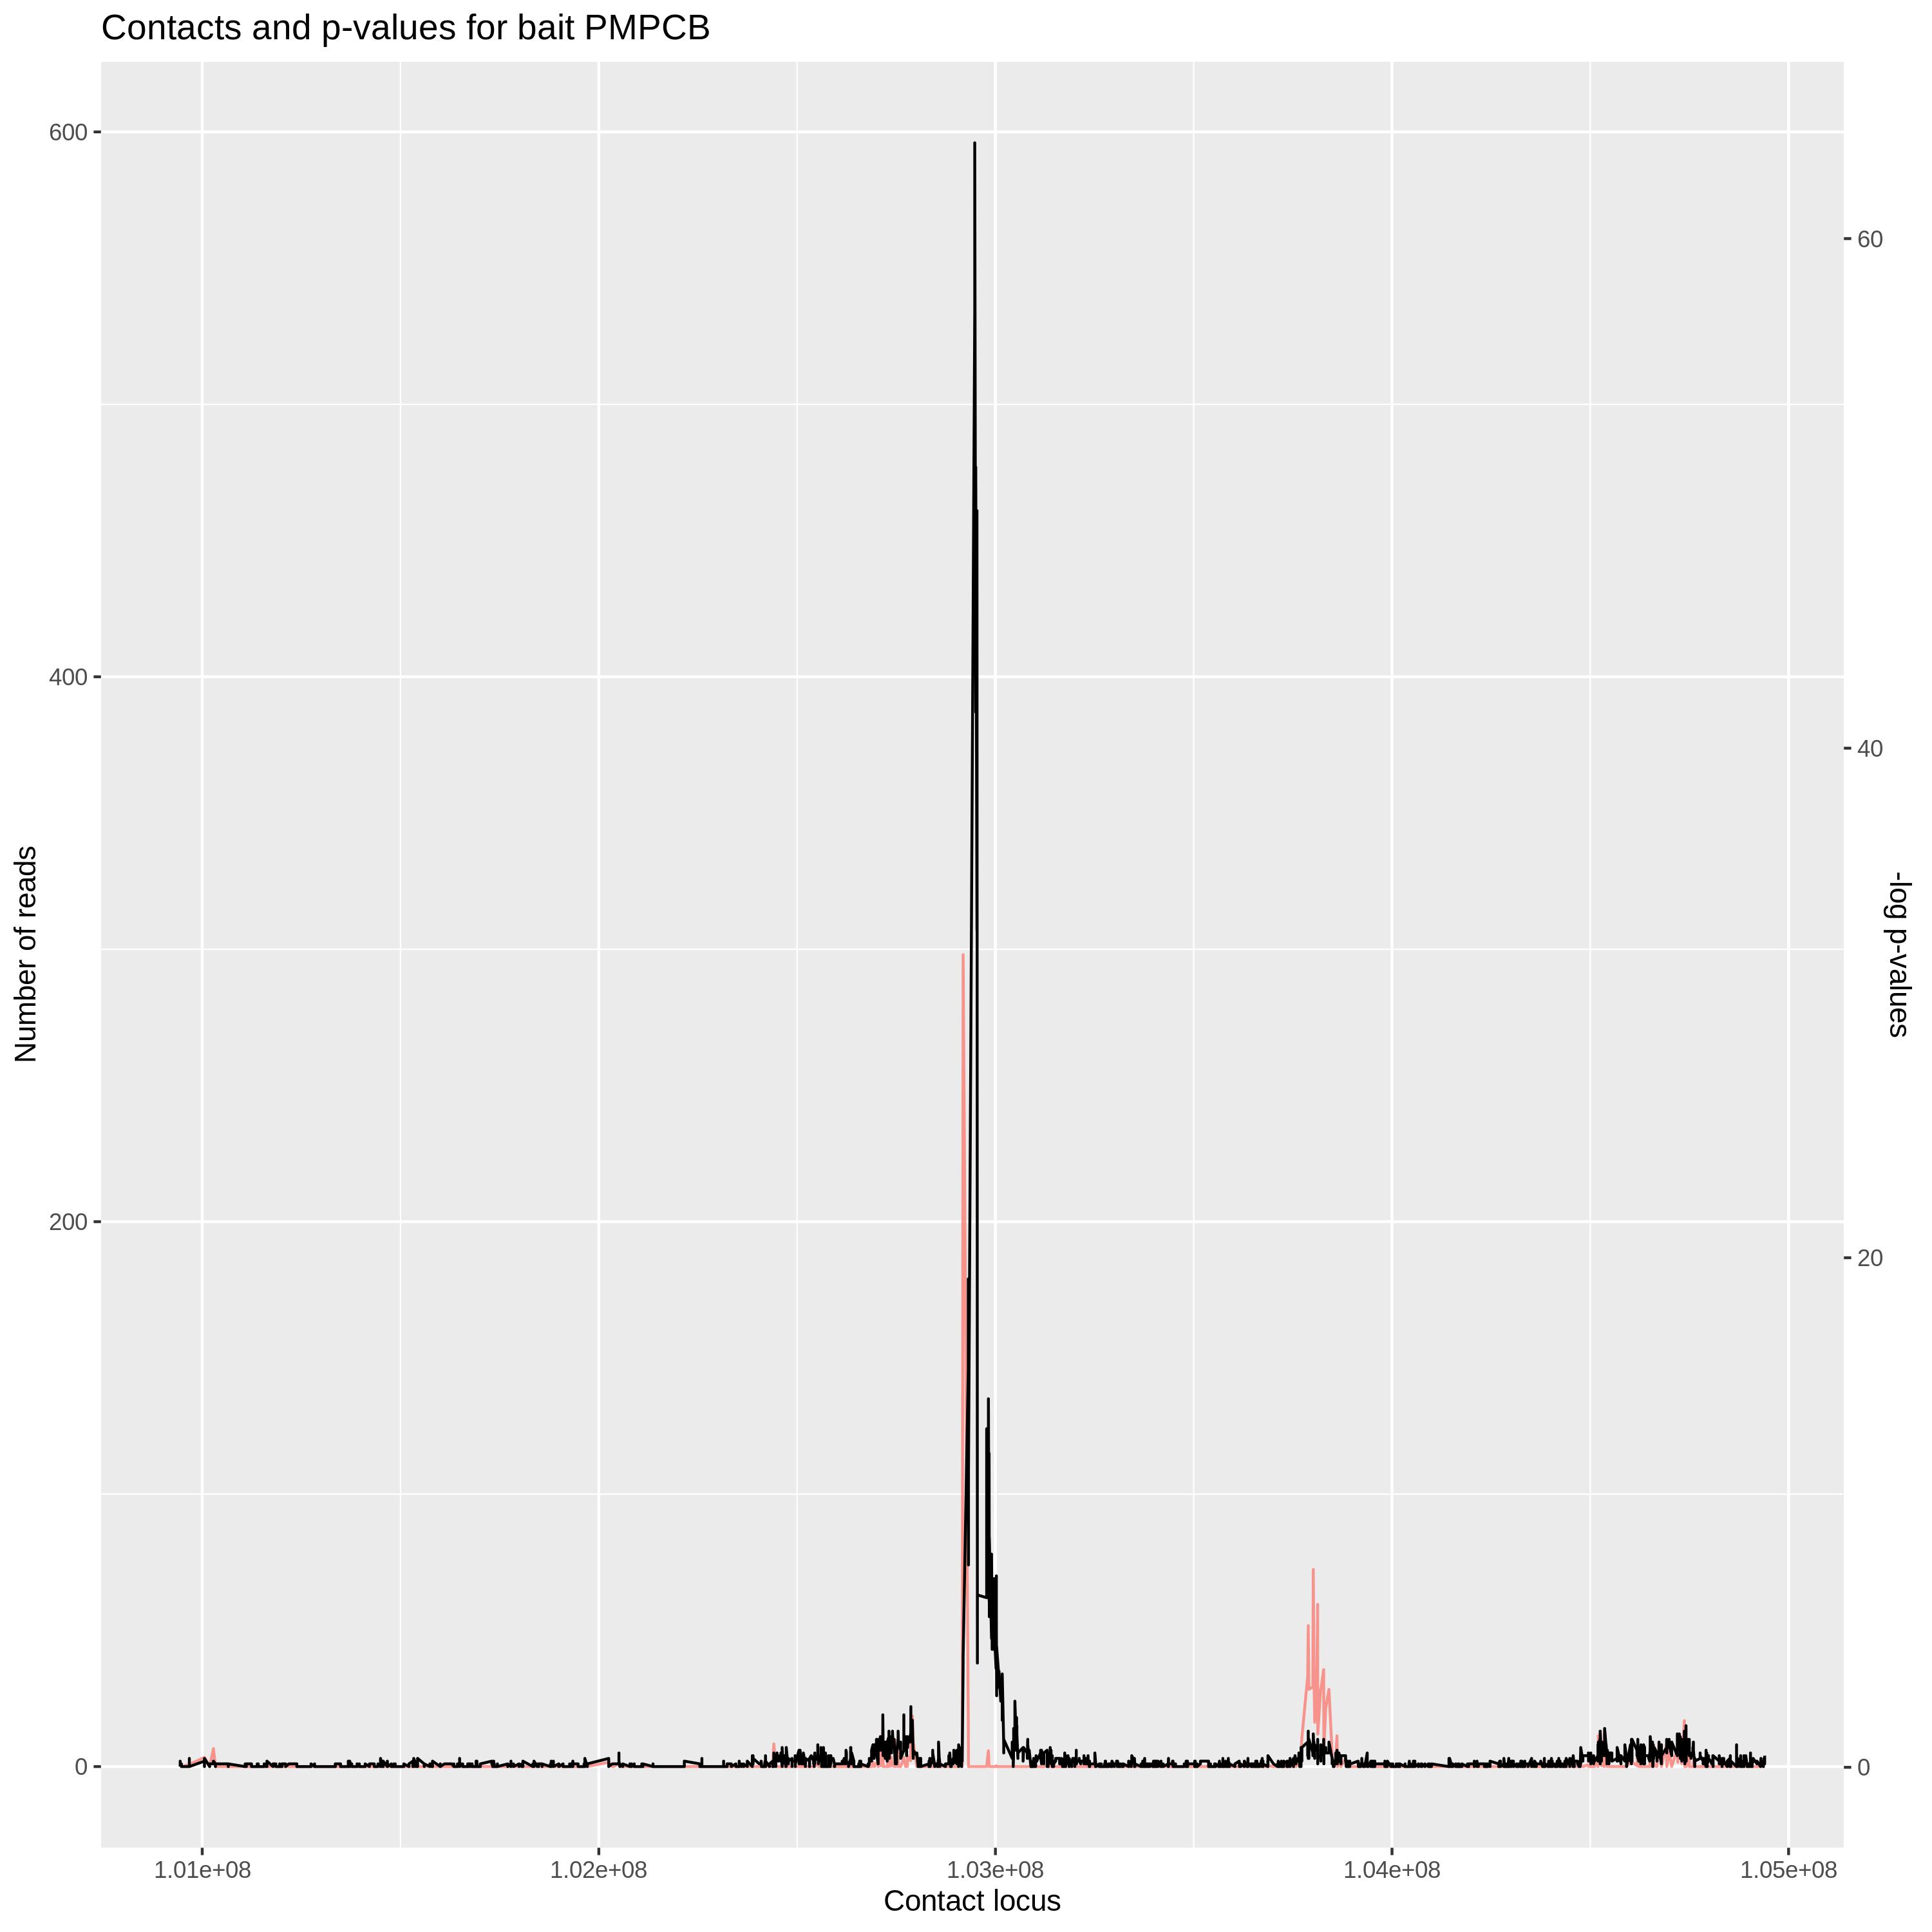 Contacts and p-values for bait PMPCB
600
400
200
0
Number of reads
60
40
20
0
-log p-values
1.01e+08
1.02e+08
1.03e+08
1.04e+08
1.05e+08
Contact locus